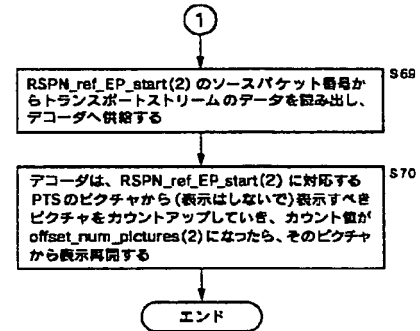 1
RSPN_ref_EP_start(2) のソースパケット番号か
らトランスポートストリームのデータを読み出し、
デコーダへ供給する
S69
デコーダは、RSPN_ref_EP_start(2) に対応する
PTSのピクチャから(表示はしないで)表示すべき
ピクチャをカウントアップしていき、カウント値が
offset_num_pictures(2)になったら、そのピクチャ
から表示再開する
S70
エンド